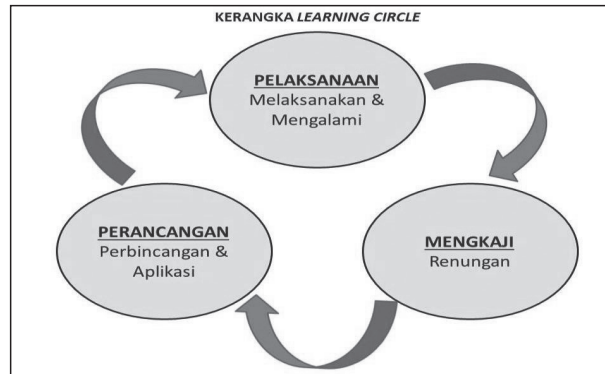 KERANGKA LEARNING CIRCLE
PELAKSANAAN
Melaksanakan &
Mengalami
PERANCANGAN
Perbincangan &
Aplikasi
MENGKAJI
Renungan